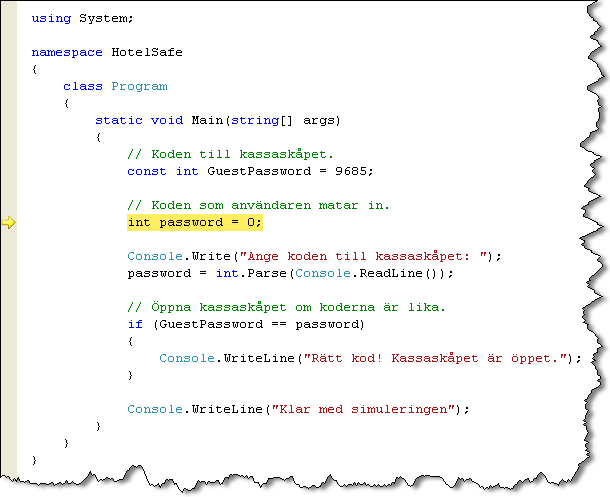 using System;
namespace HotelSafe
{
class Program
{
static void Main(string[] args)
{
// Koden till kassaskåpet.
const int GuestPassword = 9685;
// Koden som användaren matar in.
int password = 0;
Console.Write("Ange koden till kassaskåpet: ");
password = int.Parse(Console.ReadLine());
// Öppna kassaskåpet om koderna är lika.
if (GuestPassword == password)
{
Console.WriteLine("Rätt kod! Kassaskåpet är öppet.");
}
Console.WriteLine("Klar med simuleringen");
}
}
}